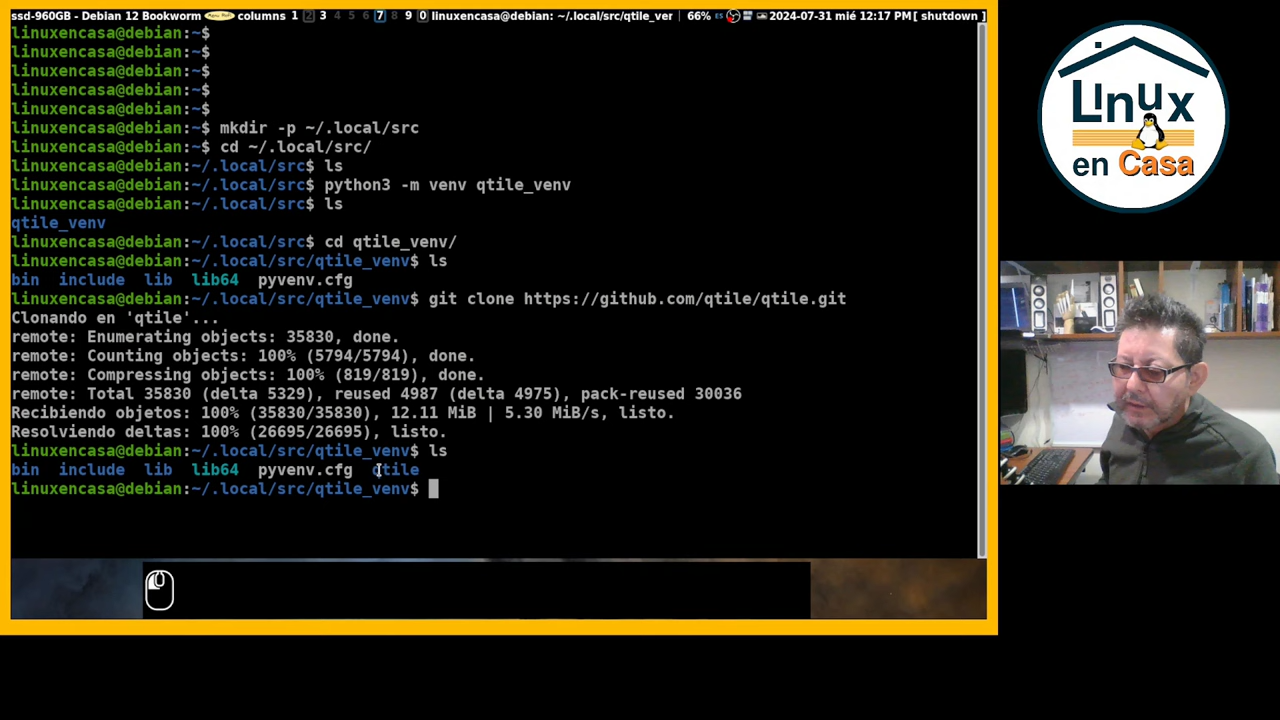 ssd-960GB - Debian 12 Bookworm columns 1 2 3 4 5 6 7 8 9 0 linuxencasa@debian: ~/.local/src/qtile_ver 66% ES 2024-07-31 mié 12:17 PM[ shutdown ]
linuxencasa@debian:~$
linuxencasa@debian:~$
linuxencasa@debian:~$
linuxencasa@debian:~$
linuxencasa@debian:~$
linuxencasa@debian:~$ mkdir -p ~/.local/src
linuxencasa@debian:~$ cd ~/.local/src/
linuxencasa@debian:~/.local/src$ ls
linuxencasa@debian:~/.local/src$ python3 -m venv qtile_venv
linuxencasa@debian:~/.local/src$ ls
qtile_venv
linuxencasa@debian:~/.local/src$ cd qtile_venv/
linuxencasa@debian:~/.local/src/qtile_venv$ ls
bin include lib lib64 pyvenv.cfg
linuxencasa@debian:~/.local/src/qtile_venv$ git clone https://github.com/qtile/qtile.git
Clonando en 'qtile'...
remote: Enumerating objects: 35830, done.
remote: Counting objects: 100% (5794/5794), done.
remote: Compressing objects: 100% (819/819), done.
remote: Total 35830 (delta 5329), reused 4987 (delta 4975), pack-reused 30036
Recibiendo objetos: 100% (35830/35830), 12.11 MiB | 5.30 MiB/s, listo.
Resolviendo deltas: 100% (26695/26695), listo.
linuxencasa@debian:~/.local/src/qtile_venv$ ls
bin include lib lib64 pyvenv.cfg qtile
linuxencasa@debian:~/.local/src/qtile_venv$
Linux
en Casa